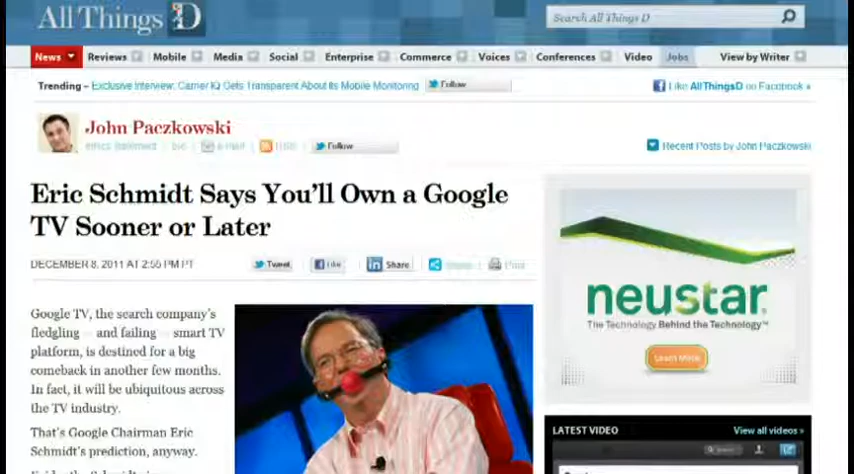 All Things D
Search All Things D
News Reviews Mobile Media Social Enterprise Commerce Voices Conferences Video Jobs View by Writer
Trending – Exclusive Interview: Carrier IQ Gets Transparent About Its Mobile Monitoring Follow Like AllThingsD on Facebook »
John Paczkowski
ethics statement | bio | e-mail | RSS | Follow Recent Posts by John Paczkowski
Eric Schmidt Says You'll Own a Google
TV Sooner or Later
DECEMBER 8, 2011 AT 2:55 PM PT
Tweet Like Share Share Print
Google TV, the search company's
fledgling — and failing — smart TV
platform, is destined for a big
comeback in another few months.
In fact, it will be ubiquitous across
the TV industry.
That's Google Chairman Eric
Schmidt's prediction, anyway.
neustar
The Technology Behind the Technology™
Learn More
LATEST VIDEO View all videos »